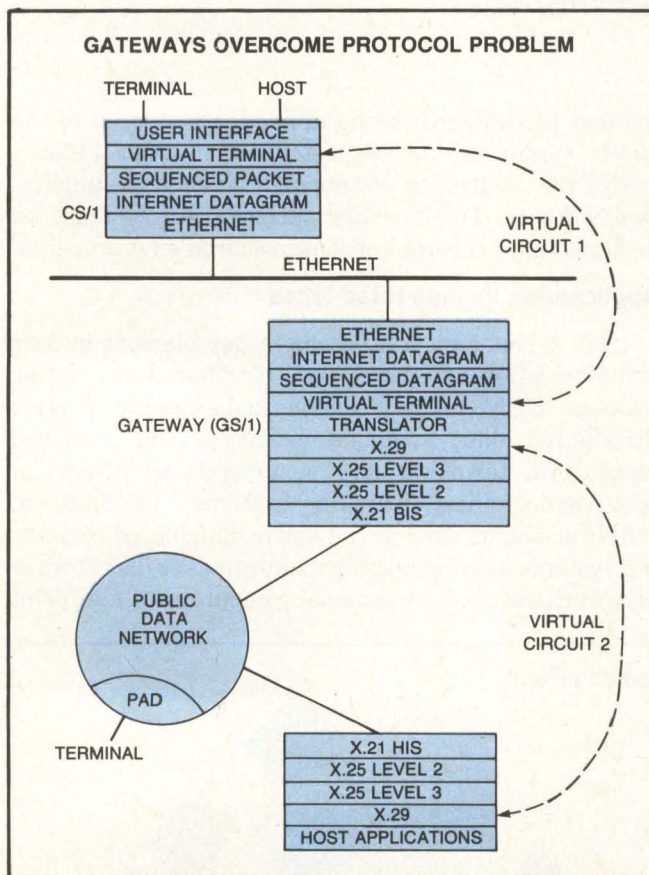 GATEWAYS OVERCOME PROTOCOL PROBLEM
TERMINAL HOST
USER INTERFACE
VIRTUAL TERMINAL
SEQUENCED PACKET
INTERNET DATAGRAM
ETHERNET
CS/1
VIRTUAL
CIRCUIT 1
ETHERNET
ETHERNET
INTERNET DATAGRAM
SEQUENCED DATAGRAM
VIRTUAL TERMINAL
TRANSLATOR
X.29
X.25 LEVEL 3
X.25 LEVEL 2
X.21 BIS
GATEWAY (GS/1)
PUBLIC
DATA
NETWORK
PAD
TERMINAL
VIRTUAL
CIRCUIT 2
X.21 HIS
X.25 LEVEL 2
X.25 LEVEL 3
X.29
HOST APPLICATIONS